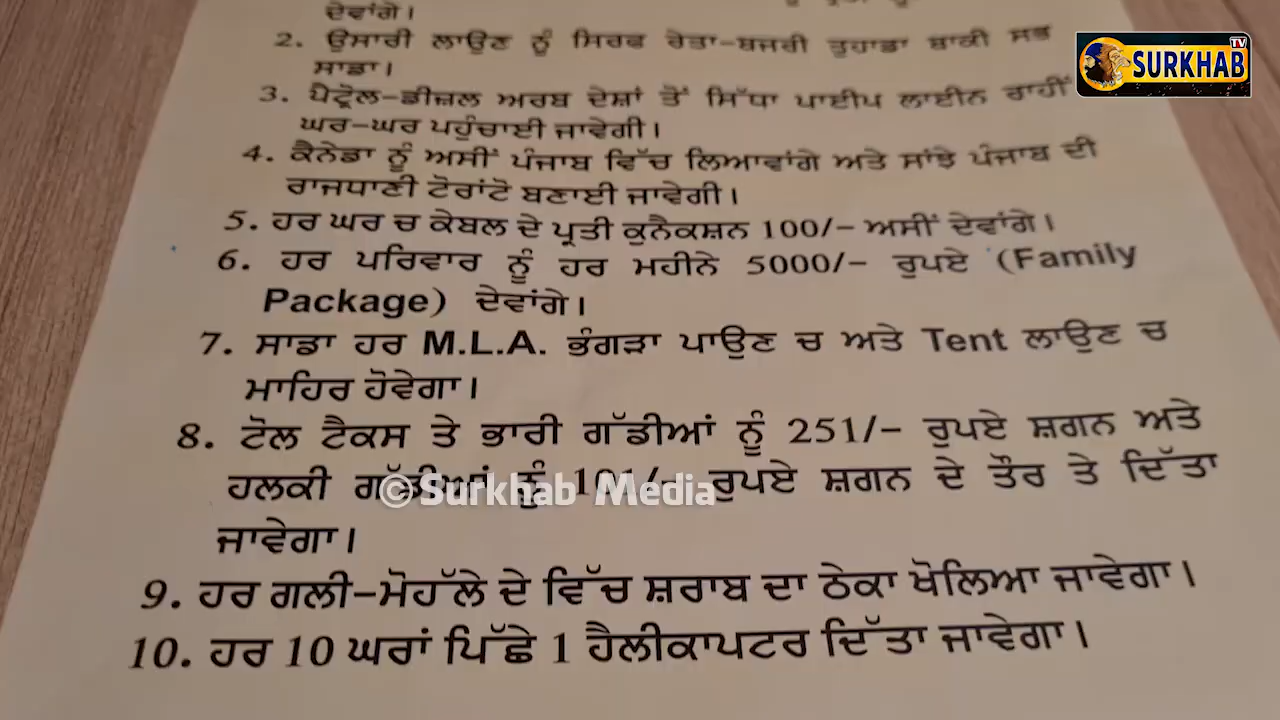 ਦੇਵਾਂਗੇ।
2. ਉਸਾਰੀ ਲਾਉਣ ਨੂੰ ਸਿਰਫ ਰੇਤਾ-ਬਜਰੀ ਤੁਹਾਡਾ ਬਾਕੀ ਸਭ
ਸਾਡਾ।
3. ਪੈਟ੍ਰੋਲ-ਡੀਜ਼ਲ ਅਰਬ ਦੇਸ਼ਾਂ ਤੋਂ ਸਿੱਧਾ ਪਾਈਪ ਲਾਈਨ ਰਾਹੀਂ
ਘਰ-ਘਰ ਪਹੁੰਚਾਈ ਜਾਵੇਗੀ।
4. ਕੈਨੇਡਾ ਨੂੰ ਅਸੀਂ ਪੰਜਾਬ ਵਿੱਚ ਲਿਆਵਾਂਗੇ ਅਤੇ ਸਾਂਝੇ ਪੰਜਾਬ ਦੀ
ਰਾਜਧਾਨੀ ਟੋਰਾਂਟੋ ਬਣਾਈ ਜਾਵੇਗੀ।
5. ਹਰ ਘਰ ਚ ਕੇਬਲ ਦੇ ਪ੍ਰਤੀ ਕੁਨੈਕਸ਼ਨ 100/- ਅਸੀਂ ਦੇਵਾਂਗੇ।
6. ਹਰ ਪਰਿਵਾਰ ਨੂੰ ਹਰ ਮਹੀਨੇ 5000/- ਰੁਪਏ (Family
Package) ਦੇਵਾਂਗੇ।
7. ਸਾਡਾ ਹਰ M.L.A. ਭੰਗੜਾ ਪਾਉਣ ਚ ਅਤੇ Tent ਲਾਉਣ ਚ
ਮਾਹਿਰ ਹੋਵੇਗਾ।
8. ਟੋਲ ਟੈਕਸ ਤੇ ਭਾਰੀ ਗੱਡੀਆਂ ਨੂੰ 251/- ਰੁਪਏ ਸ਼ਗਨ ਅਤੇ
ਹਲਕੀ ਗੱਡੀਆਂ ਨੂੰ 101/- ਰੁਪਏ ਸ਼ਗਨ ਦੇ ਤੌਰ ਤੇ ਦਿੱਤਾ
ਜਾਵੇਗਾ।
9. ਹਰ ਗਲੀ-ਮੋਹੱਲੇ ਦੇ ਵਿੱਚ ਸ਼ਰਾਬ ਦਾ ਠੇਕਾ ਖੋਲਿਆ ਜਾਵੇਗਾ।
10. ਹਰ 10 ਘਰਾਂ ਪਿੱਛੇ 1 ਹੈਲੀਕਾਪਟਰ ਦਿੱਤਾ ਜਾਵੇਗਾ।
SURKHAB TV
©Surkhab Media